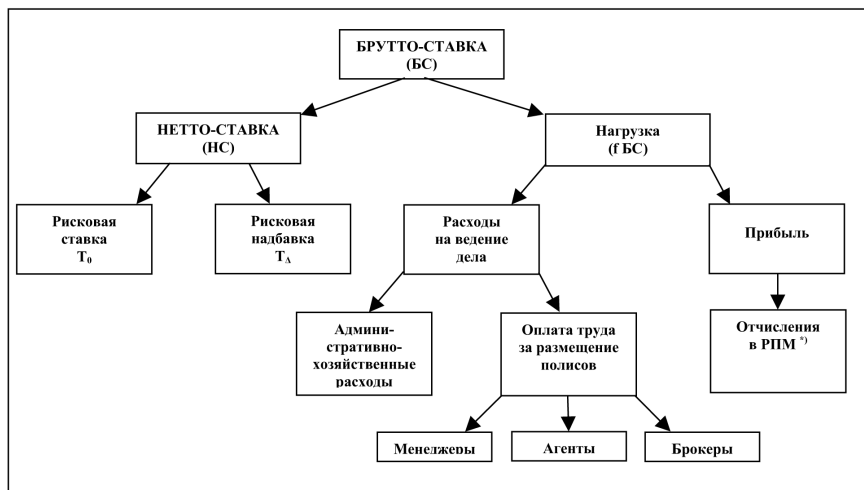 БРУТТО-СТАВКА
(БС)
НЕТТО-СТАВКА
(НС)
Нагрузка
(f БС)
Рисковая
ставка
T₀
Рисковая
надбавка
T_Δ
Расходы
на ведение
дела
Прибыль
Админи-
стративно-
хозяйственные
расходы
Оплата труда
за размещение
полисов
Отчисления
в РПМ *)
Менеджеры
Агенты
Брокеры